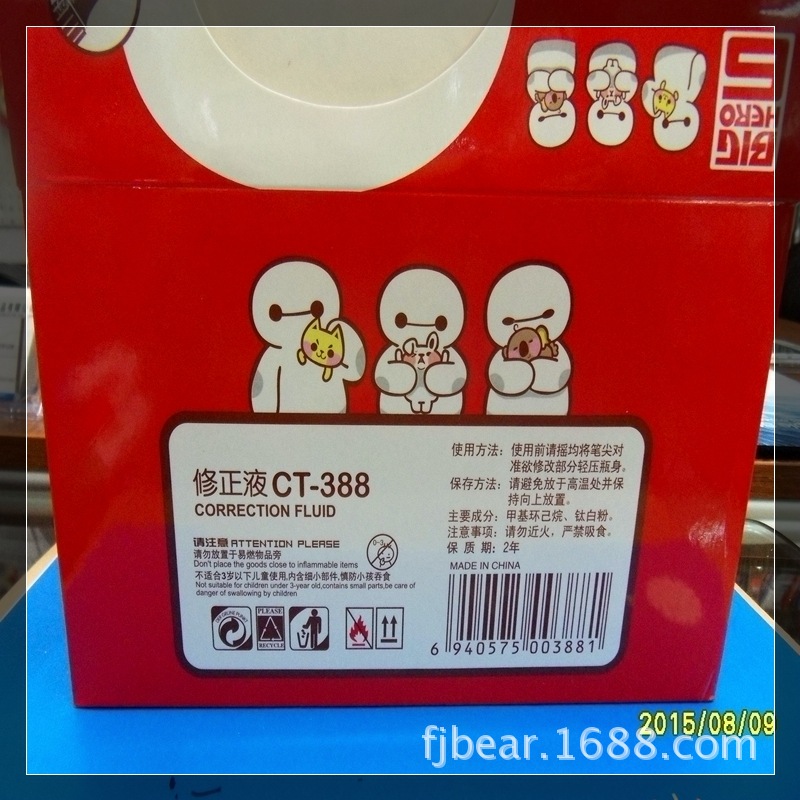 BIG
HERO
5
修正液CT-388
CORRECTION FLUID
请注意 ATTENTION PLEASE
请勿放置于易燃物品旁
Don't place the goods close to inflammable items
不适合3岁以下儿童使用,内含细小部件,慎防小孩吞食
Not suitable for children under 3-year old,contains small parts,be care of
danger of swallowing by children
0-3
PLEASE
RECYCLE
使用方法：使用前请摇均将笔尖对
准欲修改部分轻压瓶身。
保存方法：请避免放于高温处并保
持向上放置。
主要成分：甲基环己烷、钛白粉。
注意事项：请勿近火，严禁吸食。
保 质 期：2年
MADE IN CHINA
6 940575 003881
2015/08/09
fjbear.1688.com